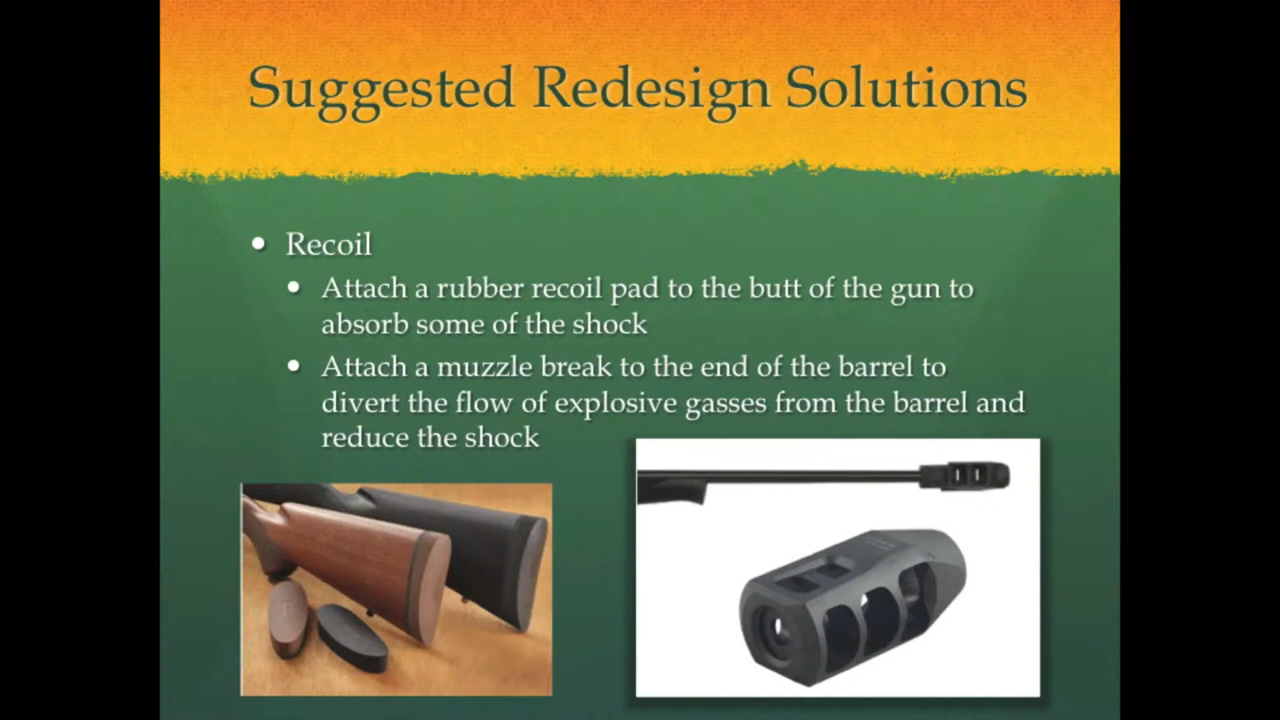 Suggested Redesign Solutions
• Recoil
• Attach a rubber recoil pad to the butt of the gun to
absorb some of the shock
• Attach a muzzle break to the end of the barrel to
divert the flow of explosive gasses from the barrel and
reduce the shock